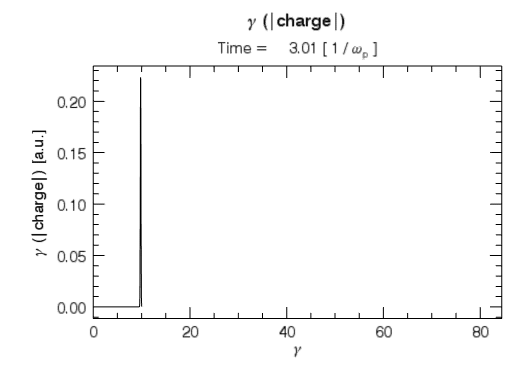 γ (|charge|)
Time = 3.01 [ 1 / ωp ]
γ (|charge|) [a.u.]
0.20
0.15
0.10
0.05
0.00
0 20 40 60 80
γ